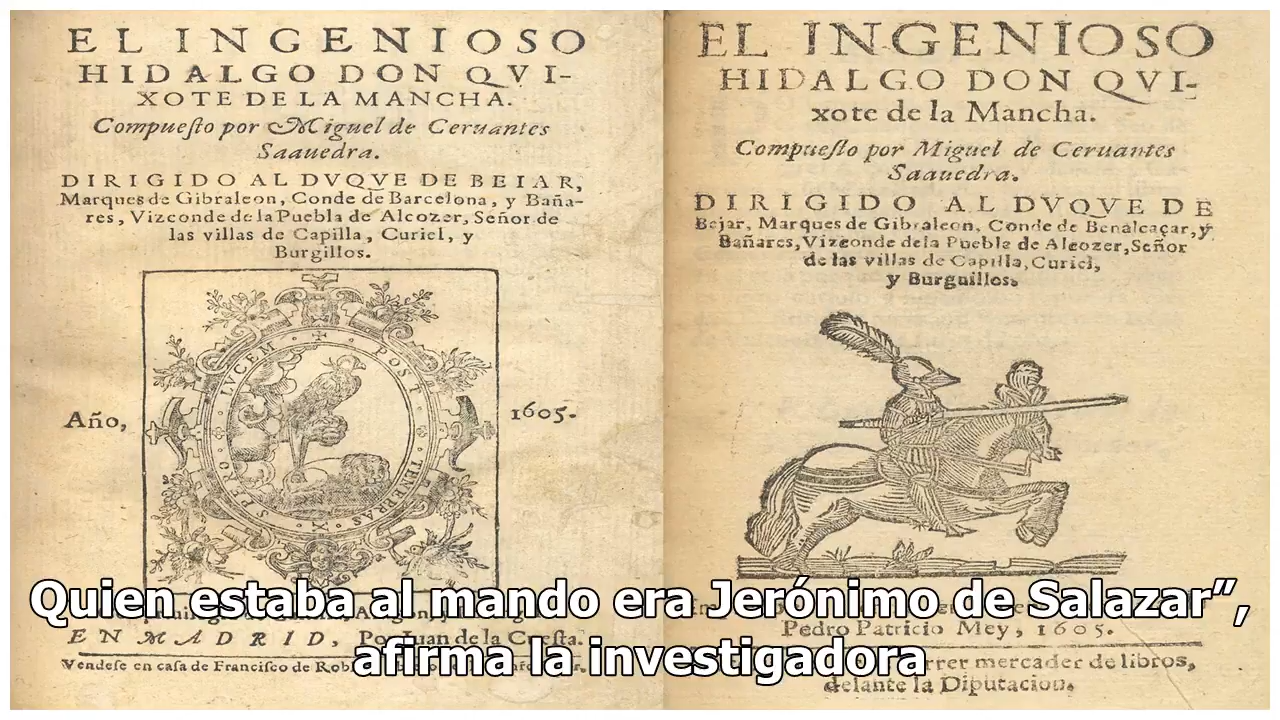 EL INGENIOSO
HIDALGO DON QVI-
XOTE DE LA MANCHA.
Compuesto por Miguel de Ceruantes
Saauedra.
DIRIGIDO AL DVQVE DE BEIAR,
Marques de Gibraleon, Conde de Barcelona, y Baña-
res, Vizconde de la Puebla de Alcozer, Señor de
las villas de Capilla, Curiel, y
Burgillos.
SPERO LVCEM POST TENEBRAS
Año, 1605.
EN MADRID, Por Iuan de la Cuesta.
Vendese en casa de Francisco de
EL INGENIOSO
HIDALGO DON QVI-
xote de la Mancha.
Compuesto por Miguel de Ceruantes
Saauedra.
DIRIGIDO AL DVQVE DE
Bejar, Marques de Gibraleon, Conde de Benalcaçar, y
Bañares, Vizconde dela Puebla de Alcozer, Señor
de las villas de Capilla, Curiel,
y Burguillos.
Pedro Patricio Mey, 1605.
mercader de libros,
delante la Diputacion.
Quien estaba al mando era Jerónimo de Salazar”,
afirma la investigadora